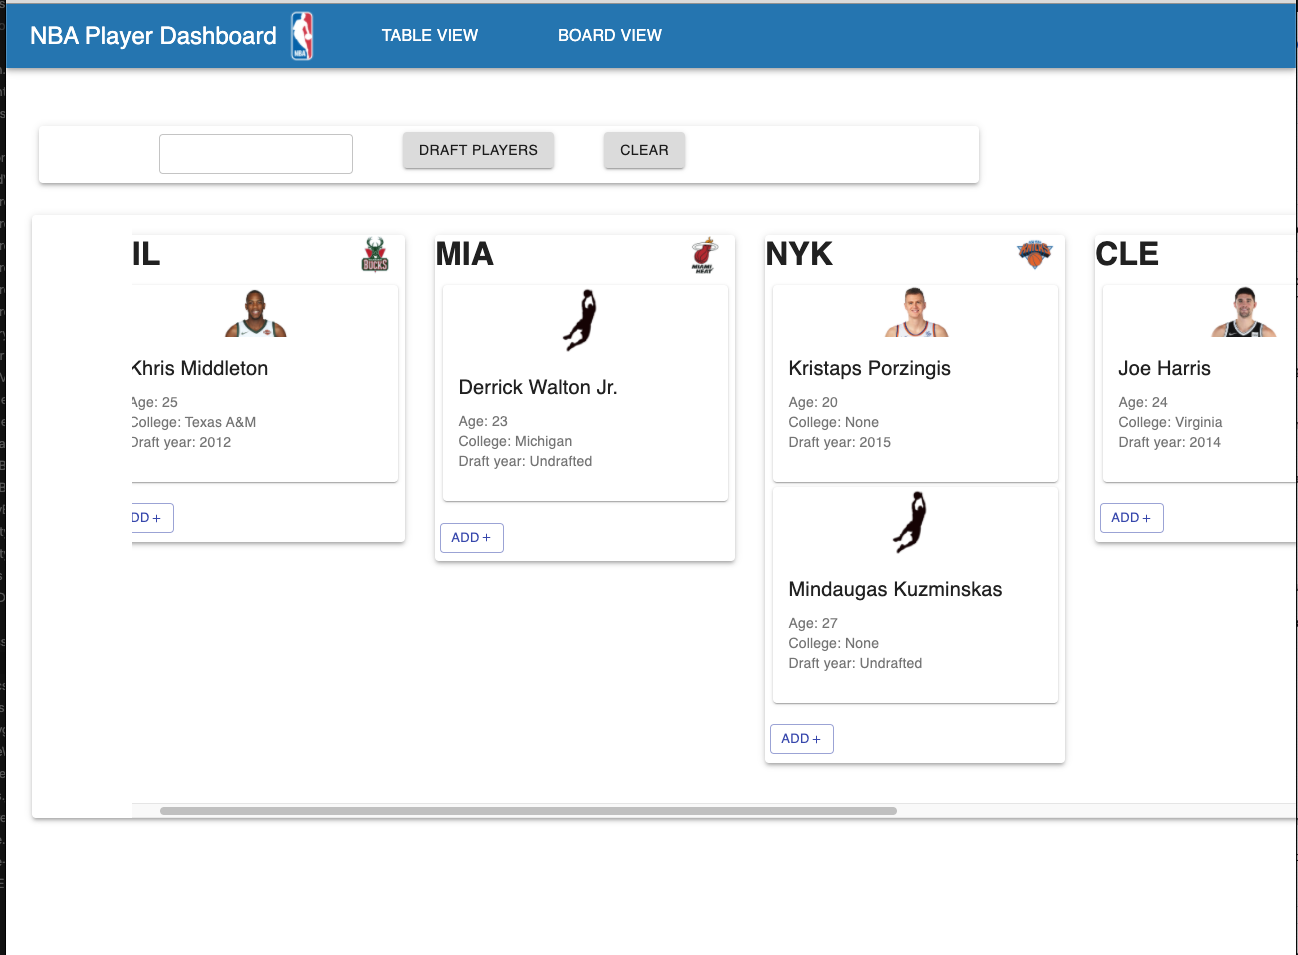 NBA Player Dashboard
TABLE VIEW
BOARD VIEW
DRAFT PLAYERS
CLEAR
IL
BUCKS
Khris Middleton
Age: 25
College: Texas A&M
Draft year: 2012
DD +
MIA
MIAMI HEAT
Derrick Walton Jr.
Age: 23
College: Michigan
Draft year: Undrafted
ADD +
NYK
Kristaps Porzingis
Age: 20
College: None
Draft year: 2015
Mindaugas Kuzminskas
Age: 27
College: None
Draft year: Undrafted
ADD +
CLE
Joe Harris
Age: 24
College: Virginia
Draft year: 2014
ADD +